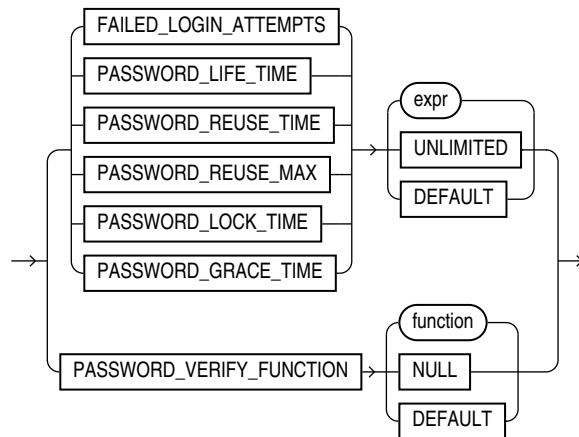 FAILED_LOGIN_ATTEMPTS
PASSWORD_LIFE_TIME
PASSWORD_REUSE_TIME
PASSWORD_REUSE_MAX
PASSWORD_LOCK_TIME
PASSWORD_GRACE_TIME
expr
UNLIMITED
DEFAULT
PASSWORD_VERIFY_FUNCTION
function
NULL
DEFAULT